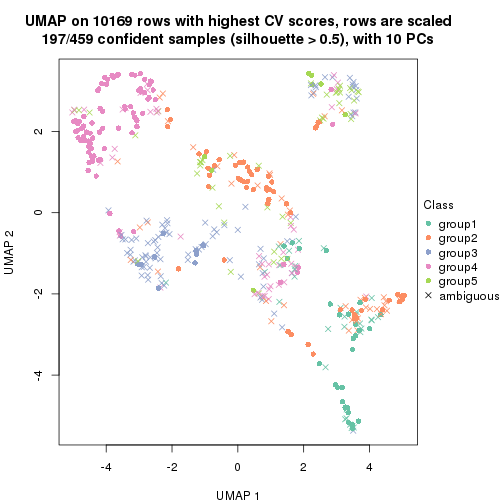 UMAP on 10169 rows with highest CV scores, rows are scaled
197/459 confident samples (silhouette > 0.5), with 10 PCs
2
0
-2
-4
UMAP 2
-4
-2
0
2
4
UMAP 1
Class
group1
group2
group3
group4
group5
ambiguous